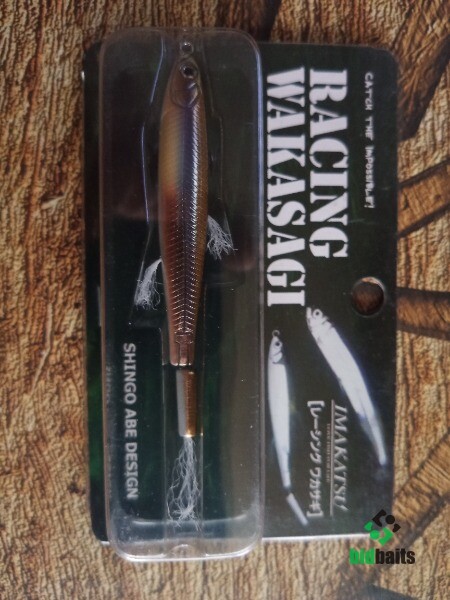 CATCH THE IMPOSSIBLE!
RACING
WAKASAGI
IMAKATSU
[レーシング ワカサギ]
SHINGO ABE DESIGN
bidbaits